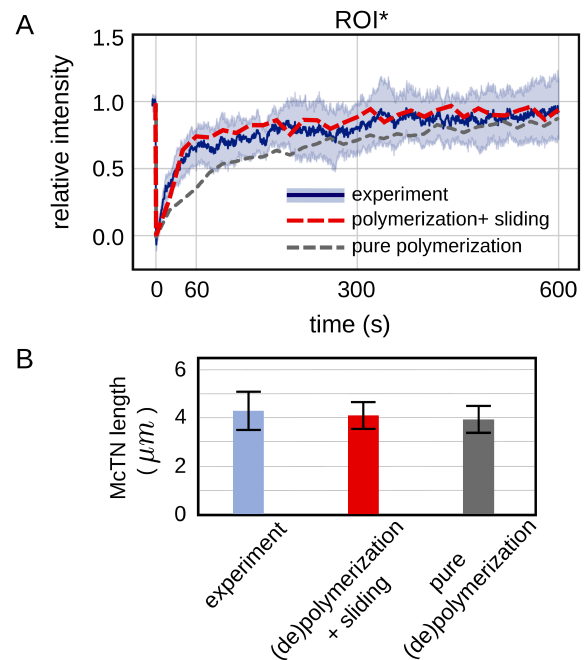 A
ROI*
relative intensity
1.5
1.0
0.5
0.0
experiment
polymerization+ sliding
pure polymerization
0 60 300 600
time (s)
B
McTN length
(μm)
6
4
2
0
experiment
(de)polymerization
+ sliding
pure
(de)polymerization